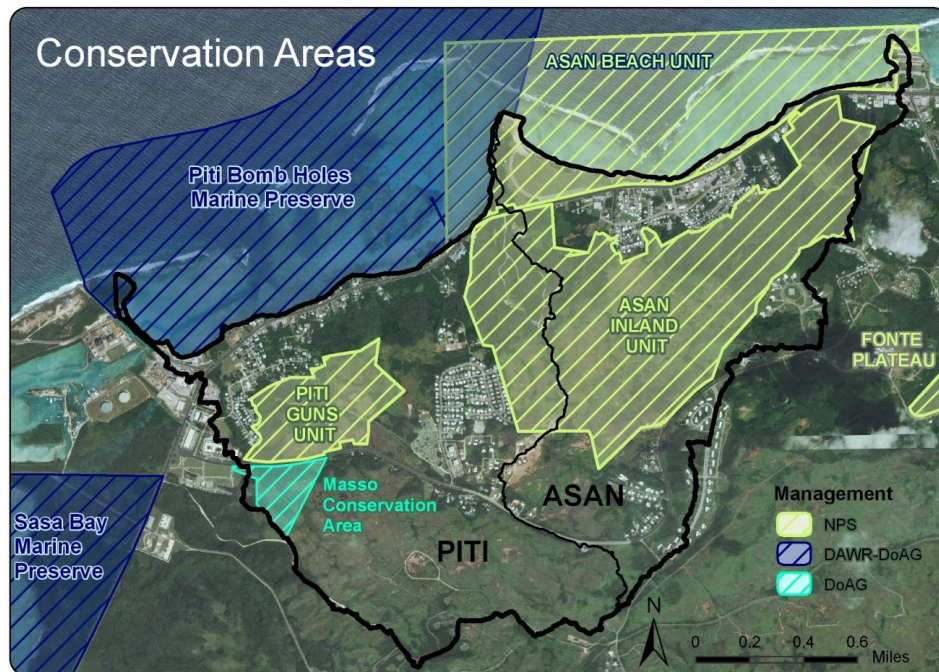 Conservation Areas
ASAN BEACH UNIT
Piti Bomb Holes
Marine Preserve
ASAN
INLAND
UNIT
FONTE
PLATEAU
PITI
GUNS
UNIT
Masso
Conservation
Area
ASAN
PITI
Sasa Bay
Marine
Preserve
Management
NPS
DAWR-DoAG
DoAG
N
0 0.2 0.4 0.6
Miles